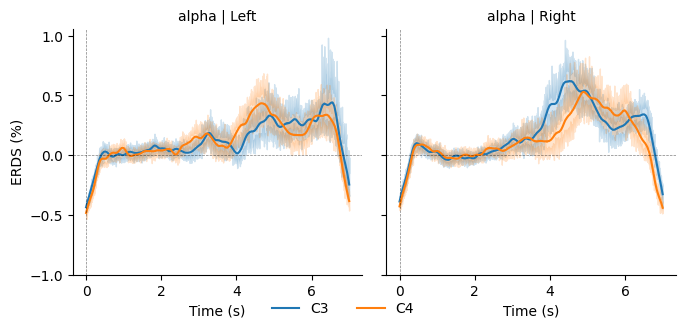 alpha | Left
alpha | Right
1.0
0.5
0.0
−0.5
−1.0
ERDS (%)
0 2 4 6
0 2 4 6
Time (s)
C3
C4
Time (s)